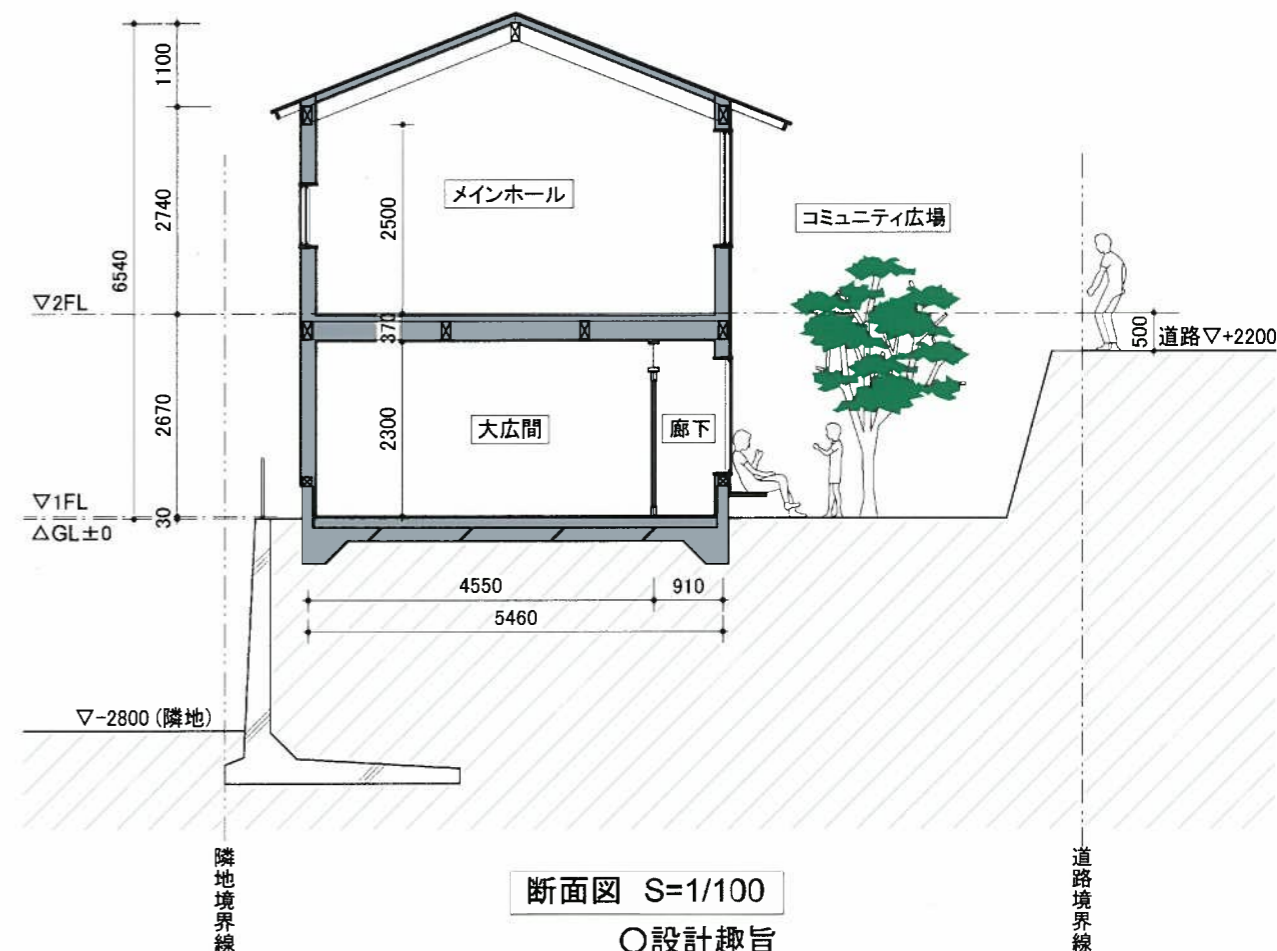 1100
2740
6540
メインホール
2500
コミュニティ広場
▽2FL
370
500
道路▽+2200
2670
2300
大広間
廊下
▽1FL
30
△GL±0
4550
910
5460
▽-2800(隣地)
隣地境界線
道路境界線
断面図 S=1/100
○設計趣旨